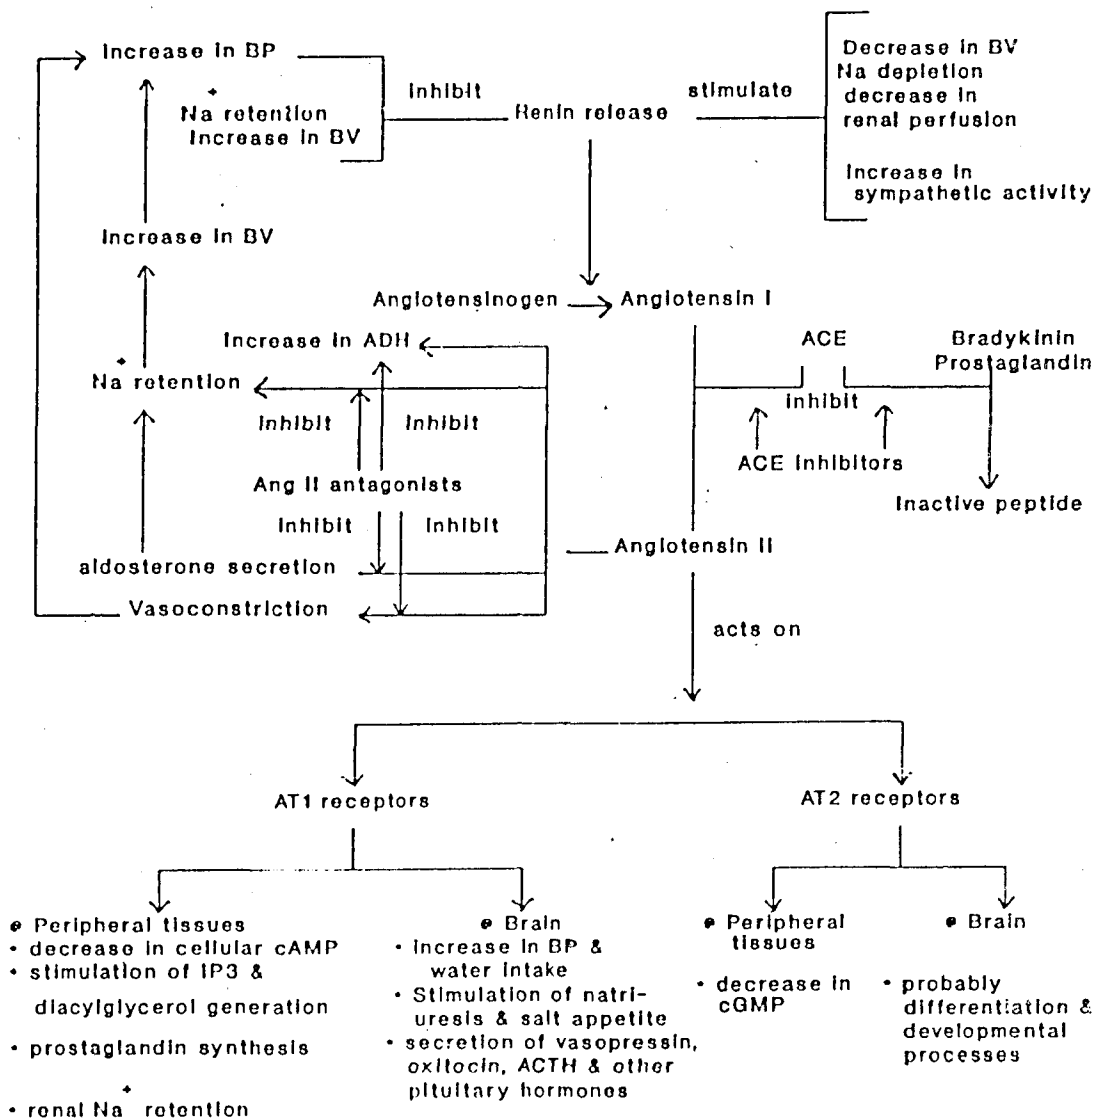 Increase in BP
Na+ retention
Increase in BV
inhibit
Renin release
stimulate
Decrease in BV
Na depletion
decrease in
renal perfusion
Increase in
sympathetic activity
Increase in BV
Angiotensinogen
Angiotensin I
Increase in ADH
ACE
Bradykinin
Prostaglandin
Na+ retention
inhibit
inhibit
inhibit
ACE inhibitors
Ang II antagonists
inhibit
inhibit
Inactive peptide
Angiotensin II
aldosterone secretion
Vasoconstriction
acts on
AT1 receptors
AT2 receptors
• Peripheral tissues
• decrease in cellular cAMP
• stimulation of IP3 &
diacylglycerol generation
• prostaglandin synthesis
• renal Na+ retention
• Brain
• increase in BP &
water intake
• Stimulation of natri-
uresis & salt appetite
• secretion of vasopressin,
oxitocin, ACTH & other
pituitary hormones
• Peripheral
tissues
• decrease in
cGMP
• Brain
• probably
differentiation &
developmental
processes